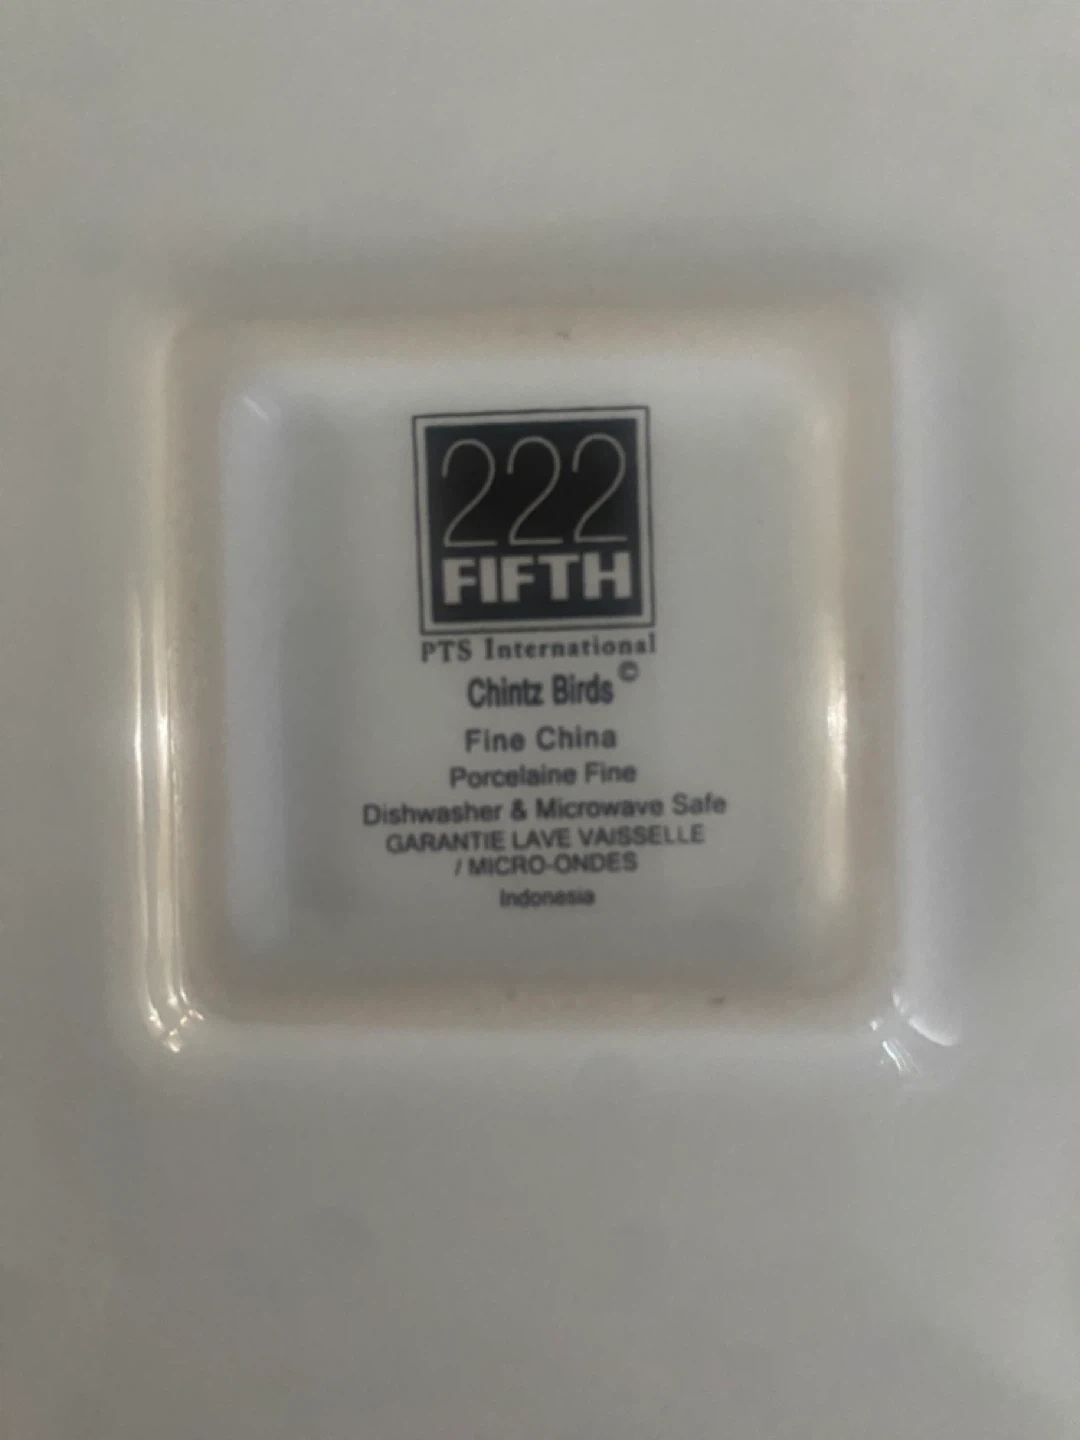 222
FIFTH
PTS International
Chintz Birds©
Fine China
Porcelaine Fine
Dishwasher & Microwave Safe
GARANTIE LAVE VAISSELLE
/ MICRO-ONDES
Indonesia